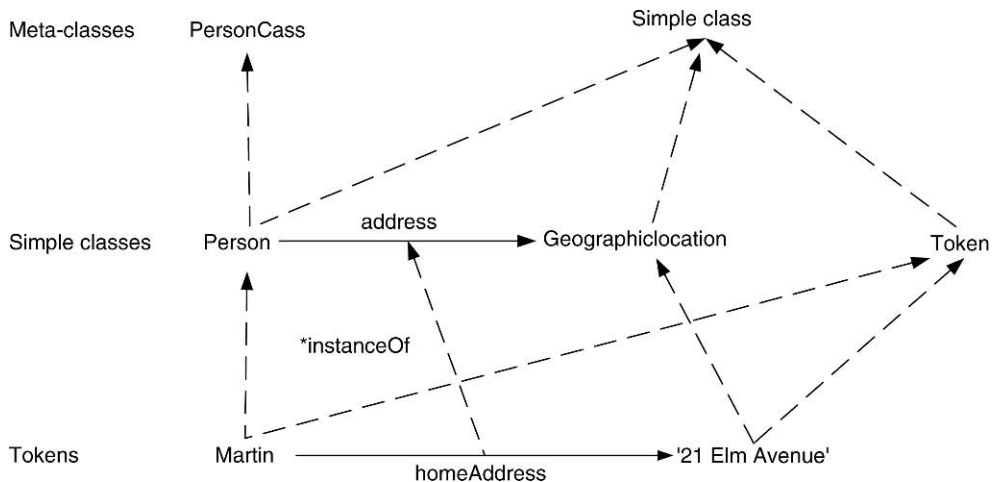 Meta-classes PersonCass Simple class
address
Simple classes Person Geographiclocation Token
*instanceOf
Tokens Martin '21 Elm Avenue'
homeAddress